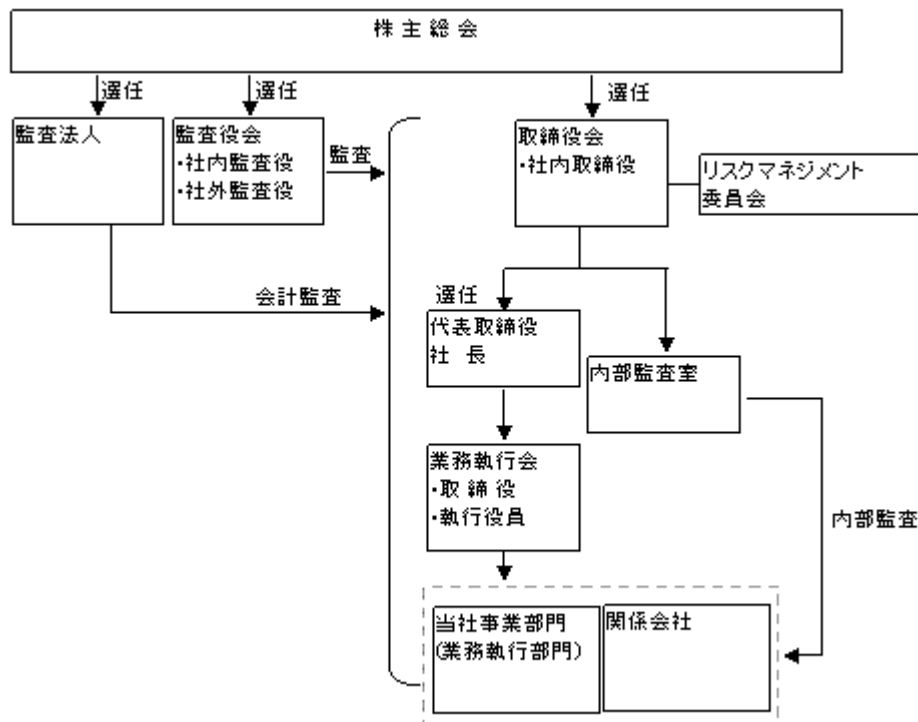 株主総会
選任
選任
選任
監査法人
監査役会
・社内監査役
・社外監査役
監査
取締役会
・社内取締役
リスクマネジメント
委員会
会計監査
選任
代表取締役
社 長
内部監査室
業務執行会
・取 締 役
・執行役員
内部監査
当社事業部門
(業務執行部門)
関係会社